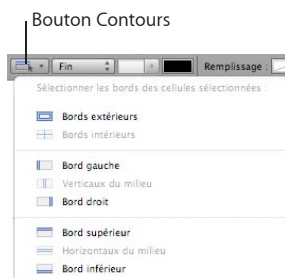 Bouton Contours
Fin
Remplissage :
Sélectionner les bords des cellules sélectionnées :
Bords extérieurs
Bords intérieurs
Bord gauche
Verticaux du milieu
Bord droit
Bord supérieur
Horizontaux du milieu
Bord inférieur